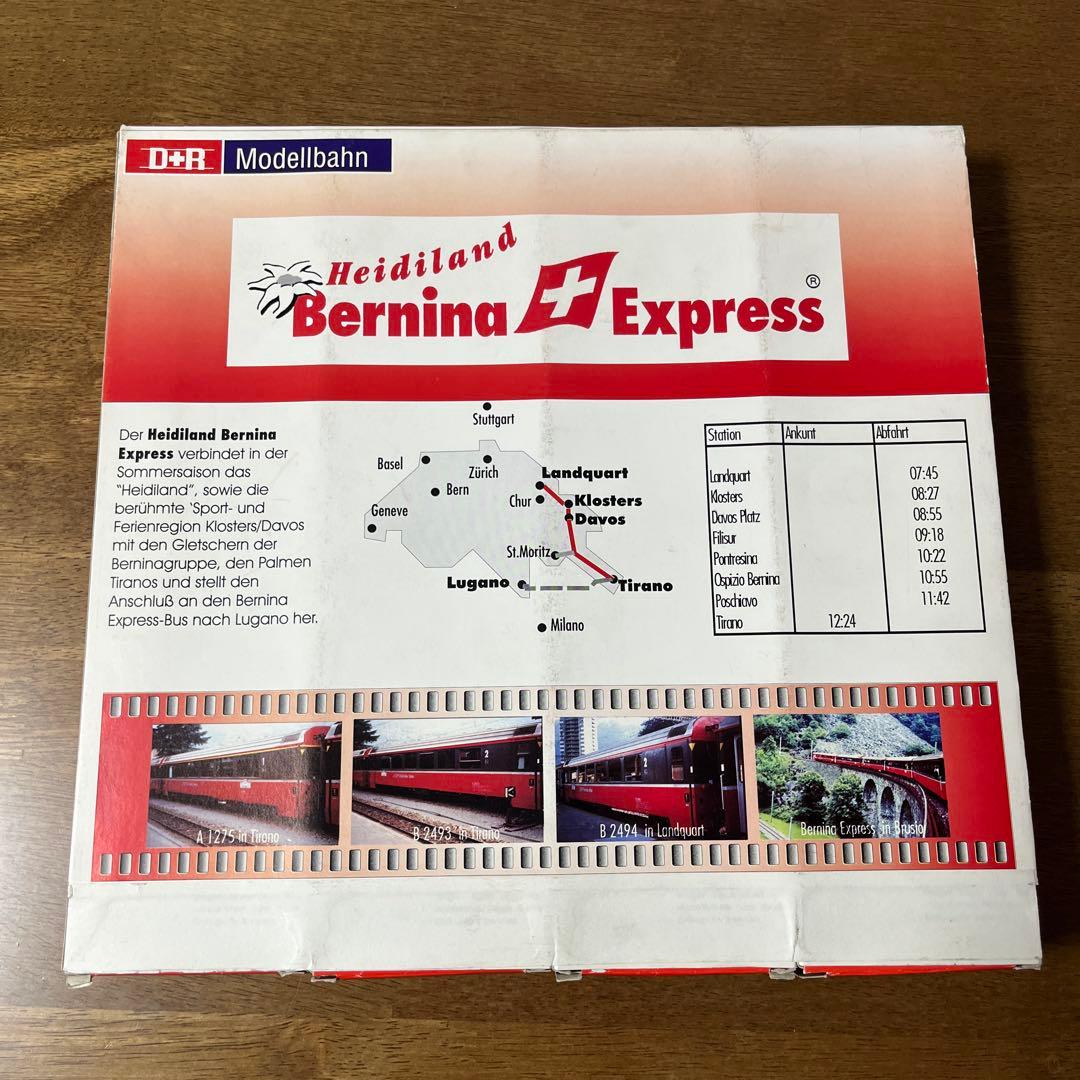 D+R Modellbahn
Heidiland
Bernina Express ®
Der Heidiland Bernina
Express verbindet in der
Sommersaison das
"Heidiland", sowie die
berühmte 'Sport- und
Ferienregion Klosters/Davos
mit den Gletschern der
Berninagruppe, den Palmen
Tiranos und stellt den
Anschluß an den Bernina
Express-Bus nach Lugano her.
Stuttgart
Basel
Zürich
Bern
Geneve
Landquart
Chur
Klosters
Davos
St.Moritz
Lugano
Tirano
Milano
Station Ankunt Abfahrt
Landquart 07:45
Klosters 08:27
Davos Platz 08:55
Filisur 09:18
Pontresina 10:22
Ospizio Bernina 10:55
Poschiavo 11:42
Tirano 12:24
2
2
A 1275 in Tirano
B 2493 in Tirano
B 2494 in Landquart
Bernina Express in Brusio